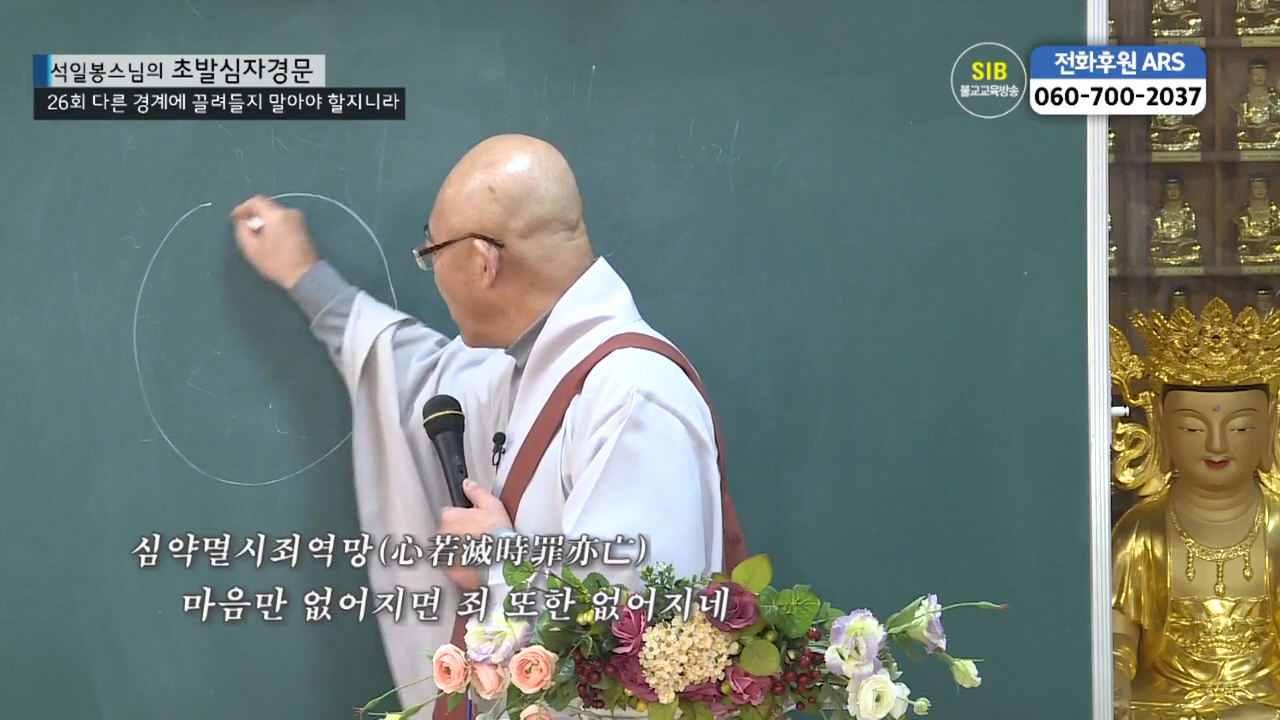 석일봉스님의 초발심자경문
26회 다른 경계에 끌려들지 말아야 할지니라
SIB
불교교육방송
전화후원 ARS
060-700-2037
심약멸시죄역망(心若滅時罪亦亡)
마음만 없어지면 죄 또한 없어지네